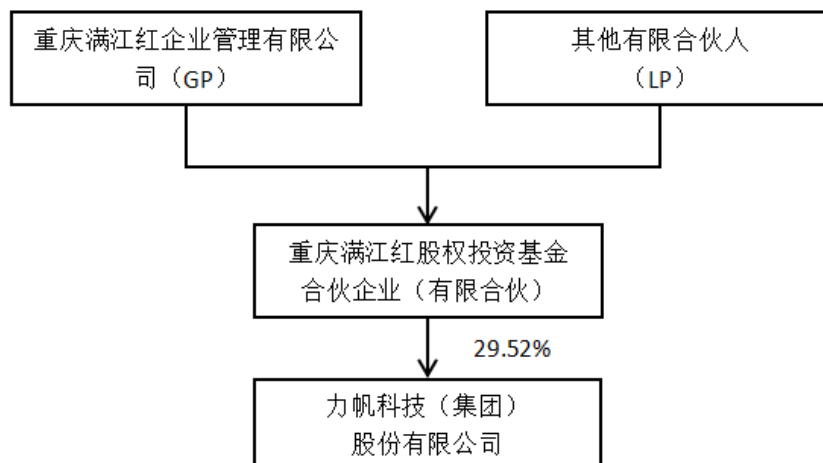 重庆满江红企业管理有限公
司（GP）
其他有限合伙人
（LP）
重庆满江红股权投资基金
合伙企业（有限合伙）
29.52%
力帆科技（集团）
股份有限公司